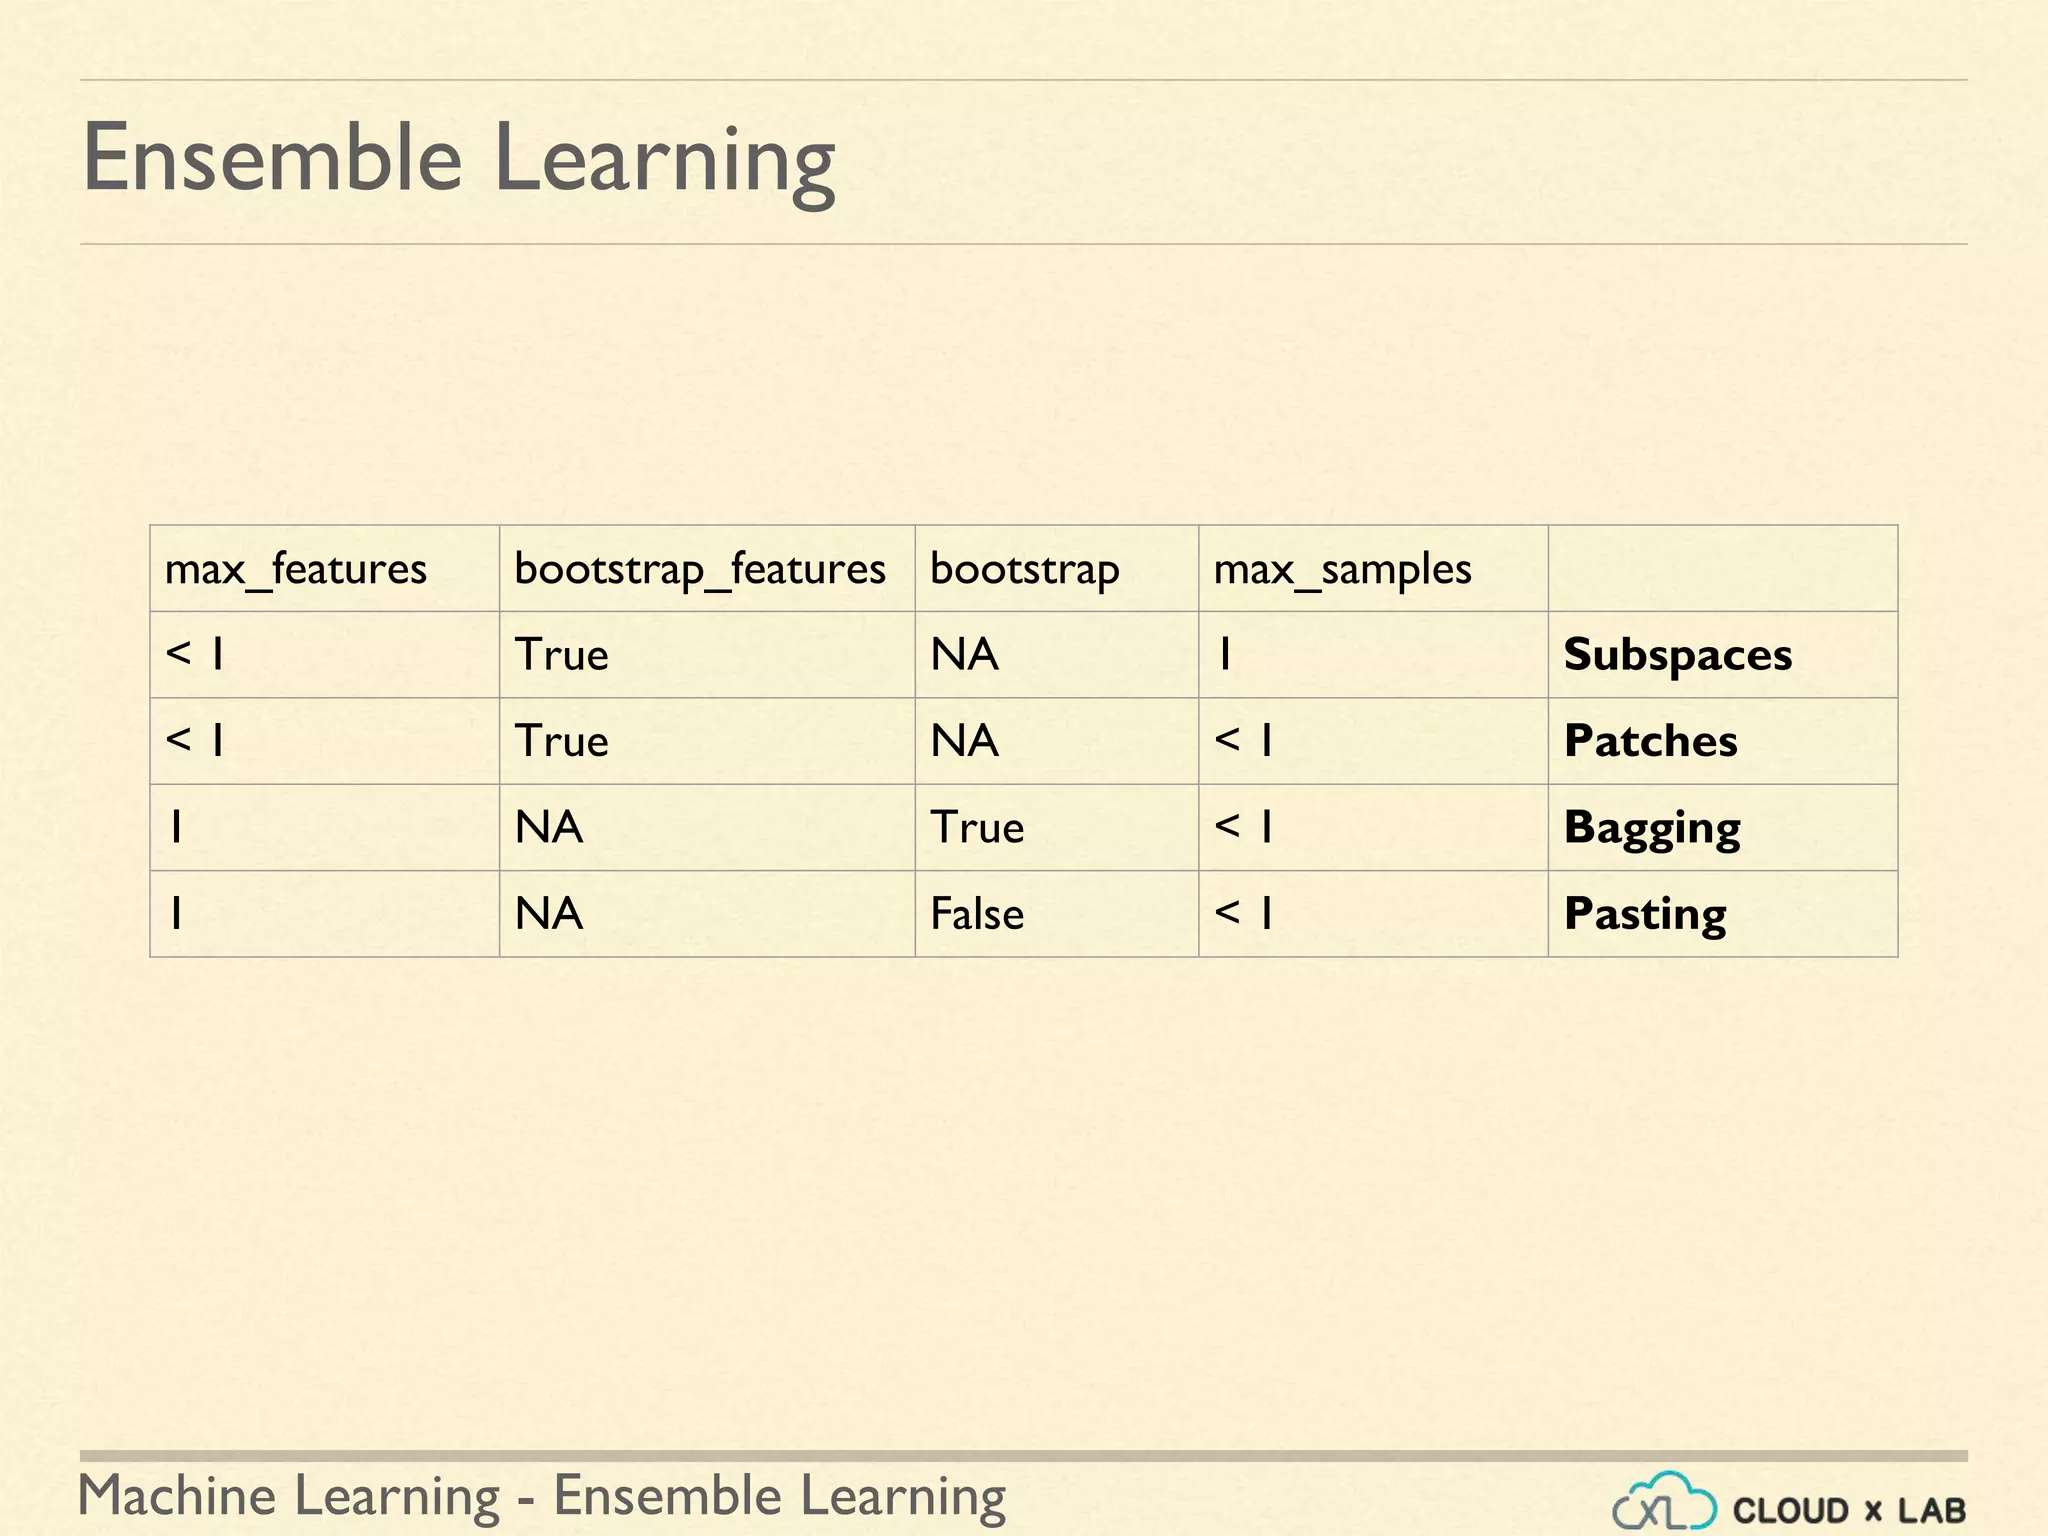 Ensemble Learning
max_features bootstrap_features bootstrap max_samples
< 1 True NA 1 Subspaces
< 1 True NA < 1 Patches
1 NA True < 1 Bagging
1 NA False < 1 Pasting
Machine Learning - Ensemble Learning
CXL CLOUD x LAB